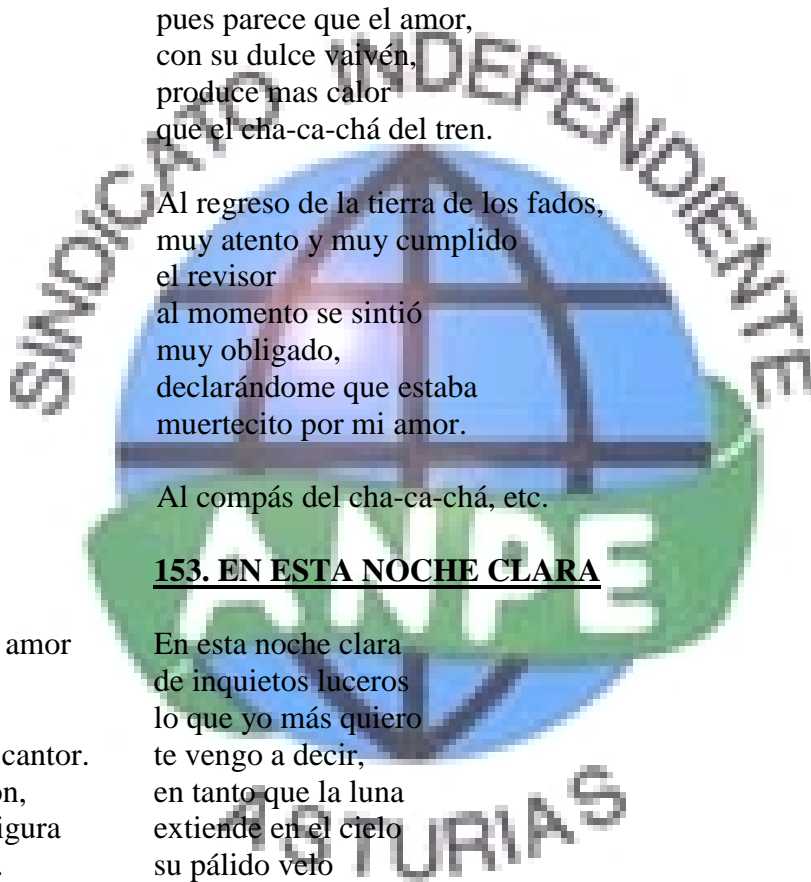 pues parece que el amor,
con su dulce vaivén,
produce mas calor
que el cha-ca-chá del tren.
Al regreso de la tierra de los fados,
muy atento y muy cumplido
el revisor
al momento se sintió
muy obligado,
declarándome que estaba
muertecito por mi amor.
Al compás del cha-ca-chá, etc.
153. EN ESTA NOCHE CLARA
En esta noche clara
de inquietos luceros
lo que yo más quiero
te vengo a decir,
en tanto que la luna
extiende en el cielo
su pálido velo
amor
cantor.
SINDICATO INDEPENDIENTE
ANPE
ASTURIAS